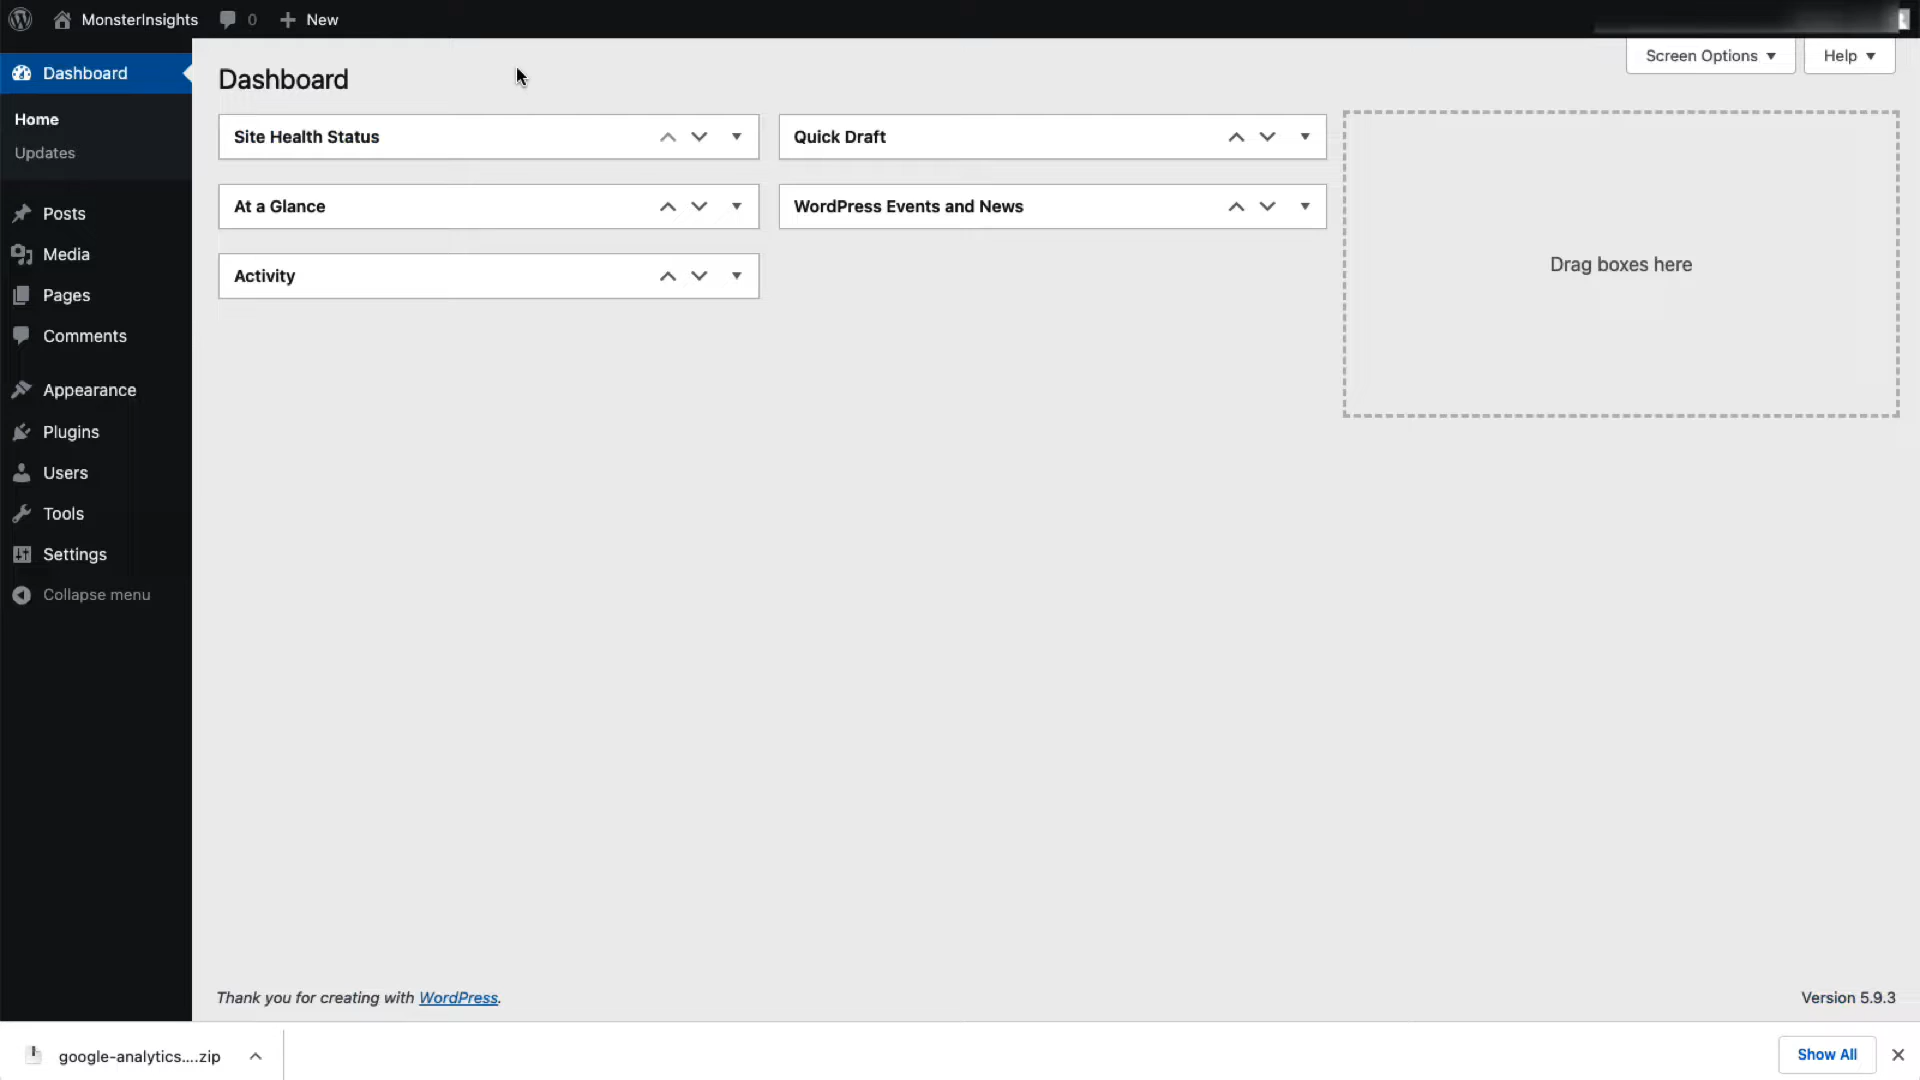 MonsterInsights 0 New
Screen Options Help
Dashboard
Home
Updates
Posts
Media
Pages
Comments
Appearance
Plugins
Users
Tools
Settings
Collapse menu
Dashboard
Site Health Status
At a Glance
Activity
Quick Draft
WordPress Events and News
Drag boxes here
Thank you for creating with WordPress.
Version 5.9.3
google-analytics....zip
Show All